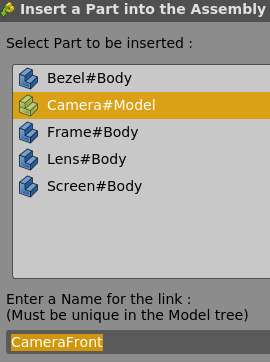 Insert a Part into the Assembly
Select Part to be inserted :
Bezel#Body
Camera#Model
Frame#Body
Lens#Body
Screen#Body
Enter a Name for the link :
(Must be unique in the Model tree)
CameraFront